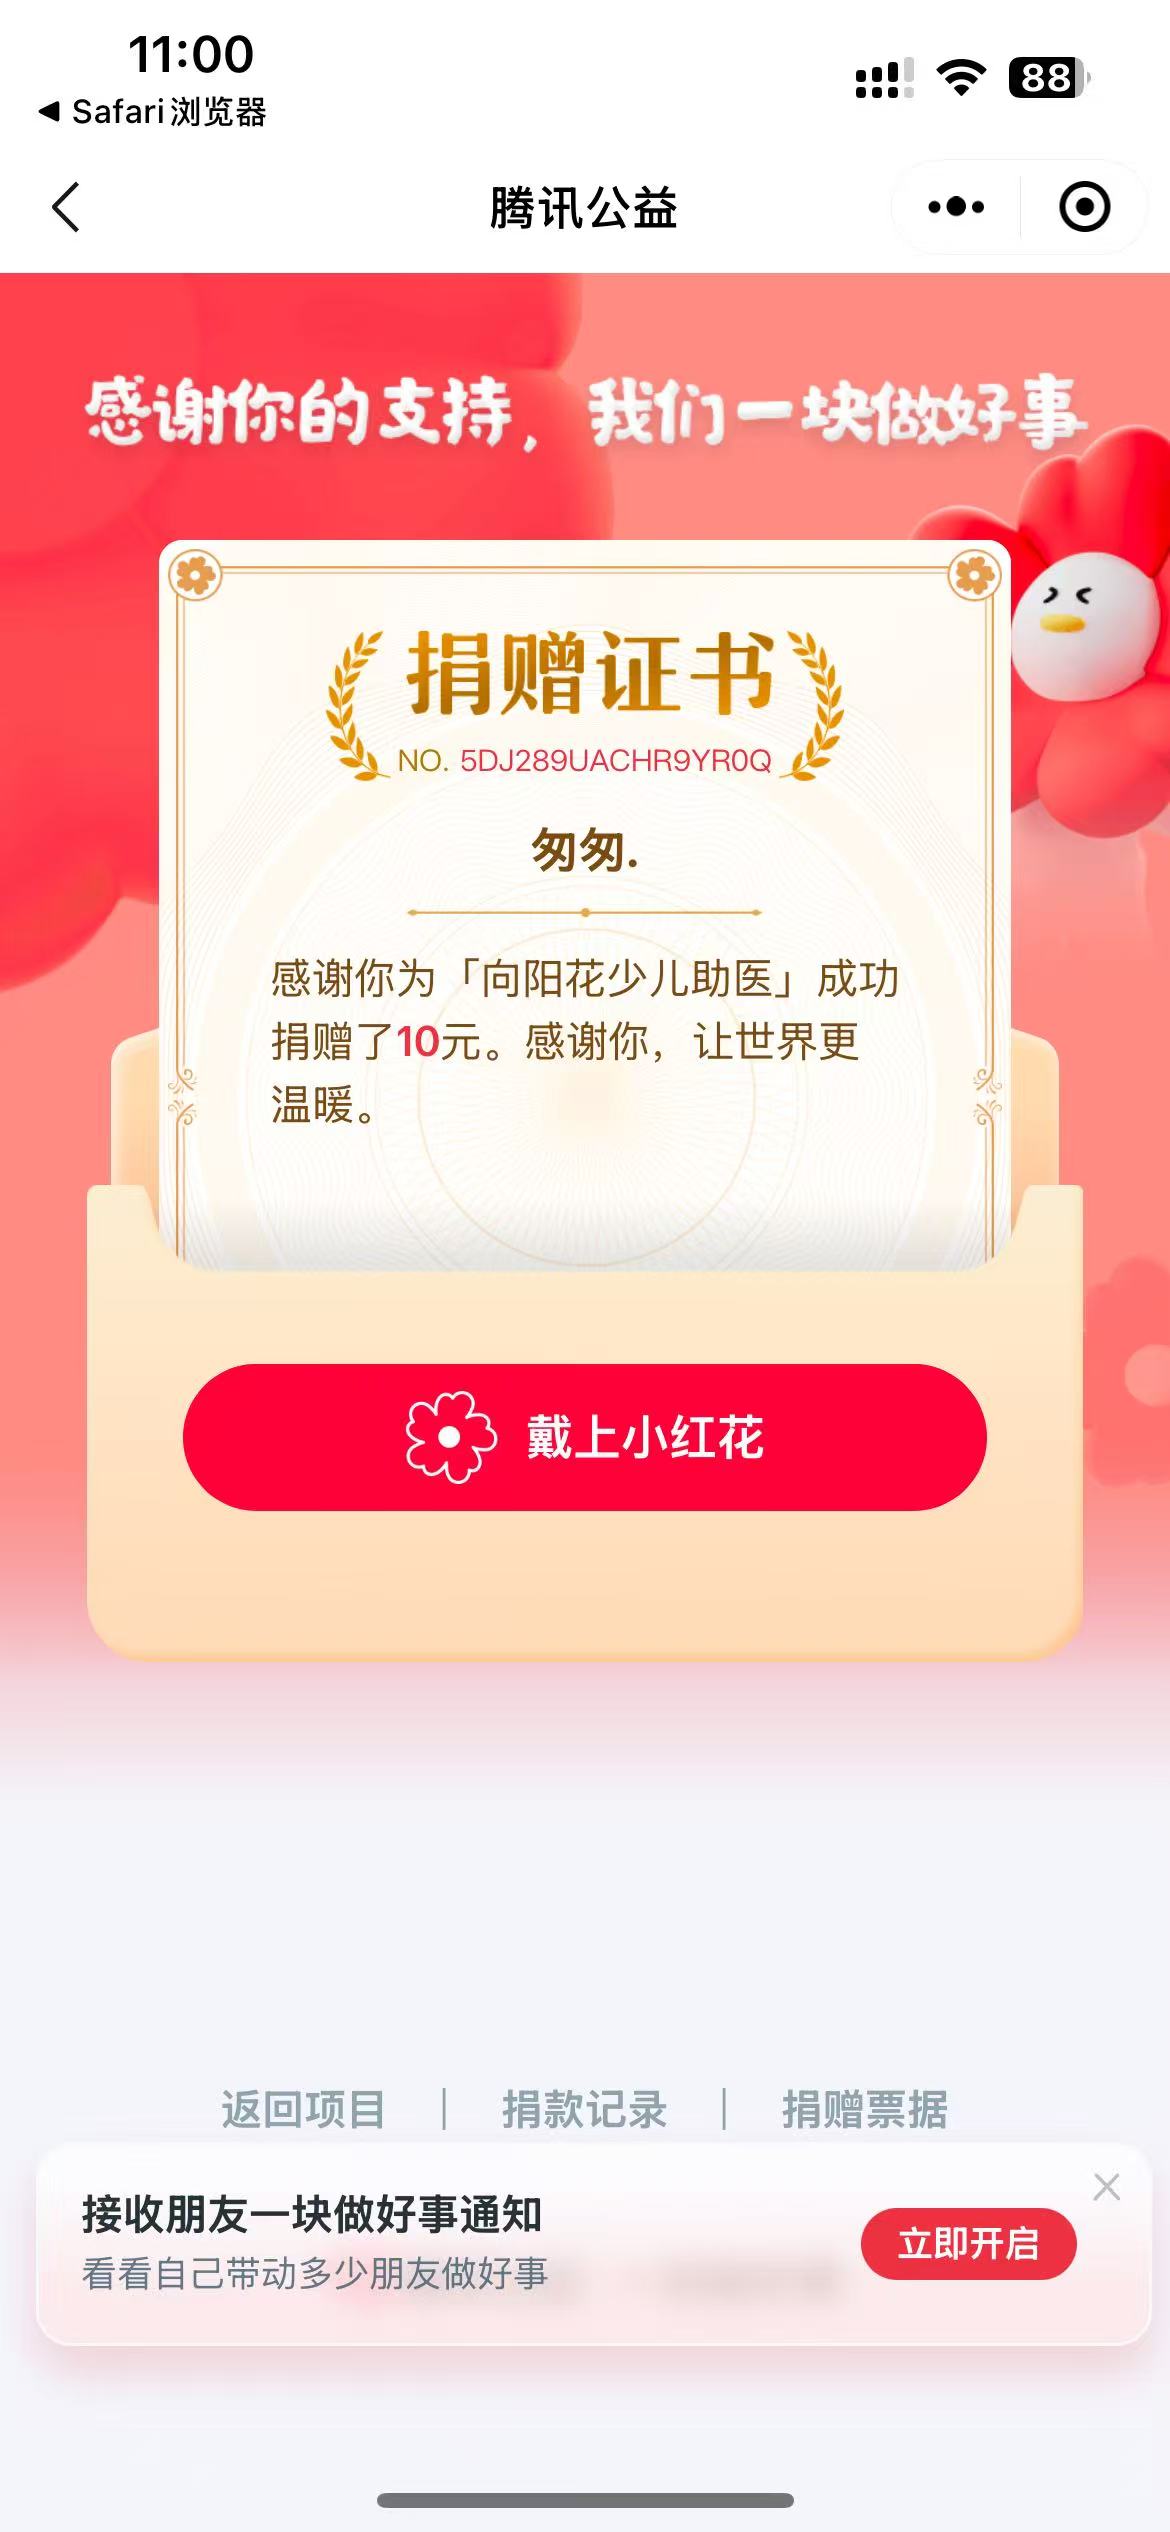 11:00
88
Safari浏览器
腾讯公益
感谢你的支持，我们一块做好事
捐赠证书
NO. 5DJ289UACHR9YR0Q
匆匆.
感谢你为「向阳花少儿助医」成功
捐赠了10元。感谢你，让世界更
温暖。
戴上小红花
返回项目 | 捐款记录 | 捐赠票据
接收朋友一块做好事通知
看看自己带动多少朋友做好事
立即开启